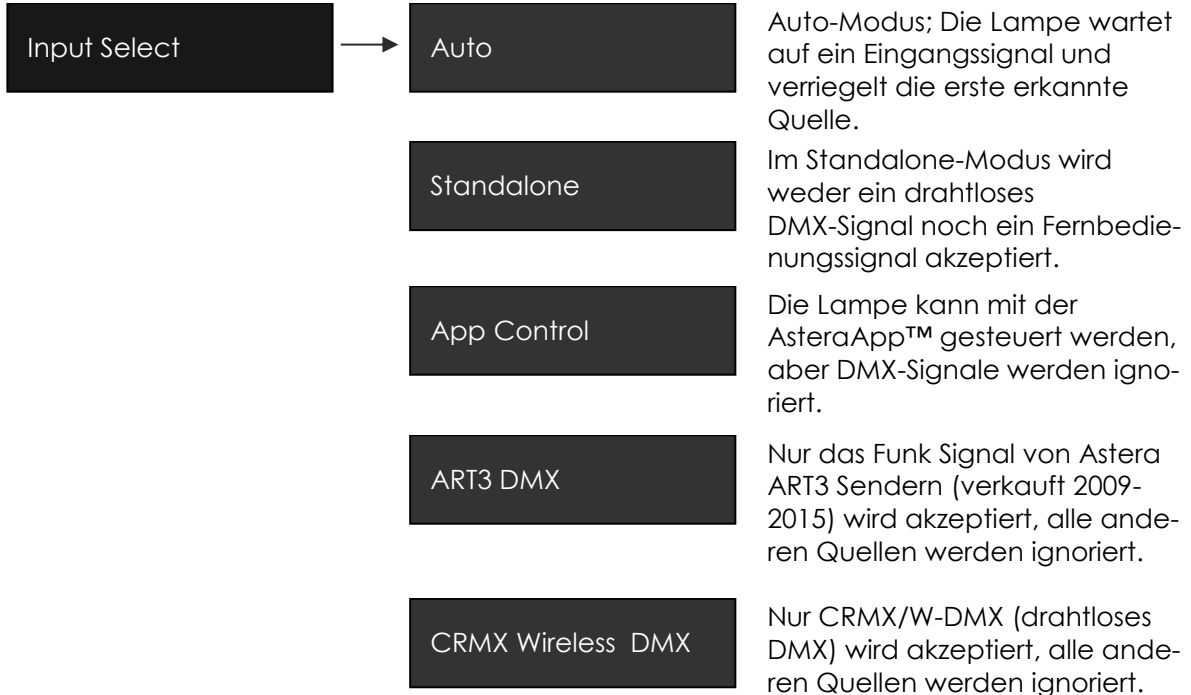 Input Select
Auto
Auto-Modus; Die Lampe wartet
auf ein Eingangssignal und
verriegelt die erste erkannte
Quelle.
Standalone
Im Standalone-Modus wird
weder ein drahtloses
DMX-Signal noch ein Fernbedie-
nungssignal akzeptiert.
App Control
Die Lampe kann mit der
AsteraApp™ gesteuert werden,
aber DMX-Signale werden igno-
riert.
ART3 DMX
Nur das Funk Signal von Astera
ART3 Sendern (verkauft 2009-
2015) wird akzeptiert, alle ande-
ren Quellen werden ignoriert.
CRMX Wireless  DMX
Nur CRMX/W-DMX (drahtloses
DMX) wird akzeptiert, alle ande-
ren Quellen werden ignoriert.